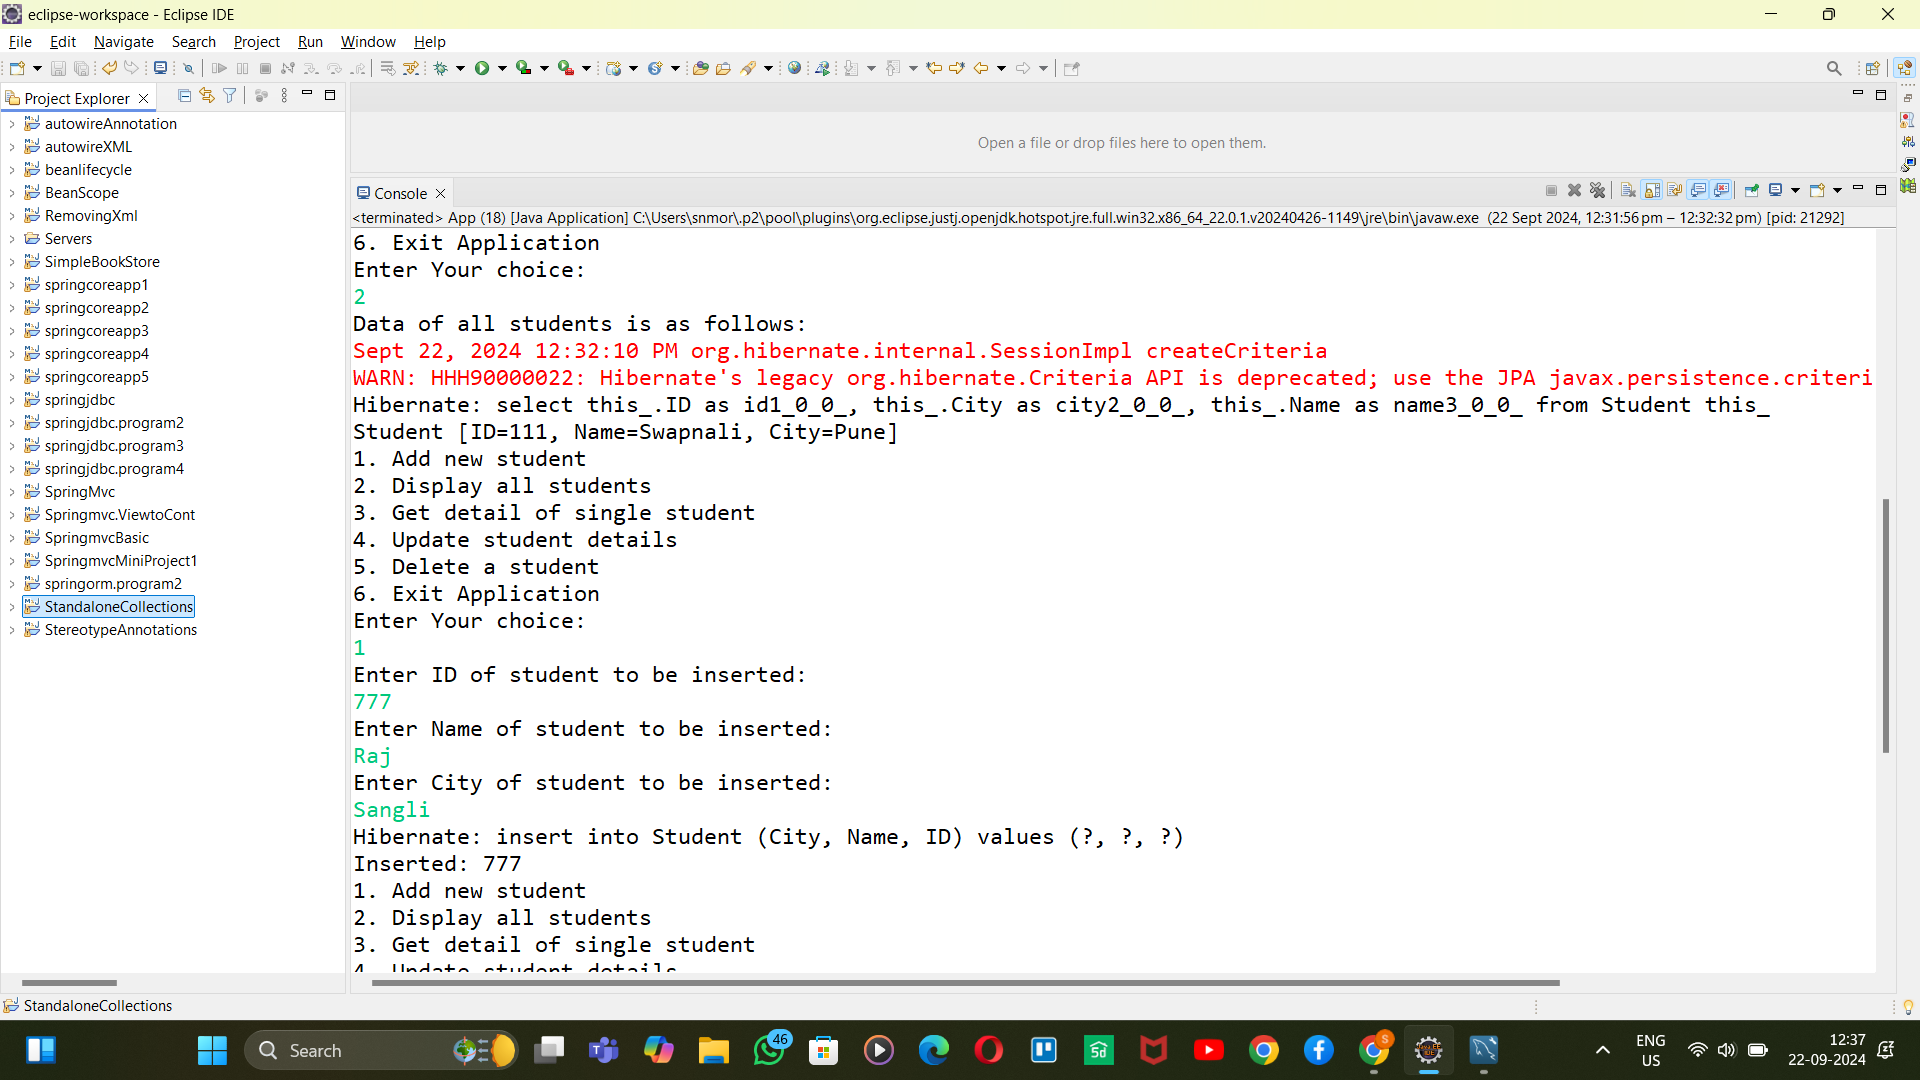 eclipse-workspace - Eclipse IDE
File Edit Navigate Search Project Run Window Help
Project Explorer
autowireAnnotation
autowireXML
beanlifecycle
BeanScope
RemovingXml
Servers
SimpleBookStore
springcoreapp1
springcoreapp2
springcoreapp3
springcoreapp4
springcoreapp5
springjdbc
springjdbc.program2
springjdbc.program3
springjdbc.program4
SpringMvc
Springmvc.ViewtoCont
SpringmvcBasic
SpringmvcMiniProject1
springorm.program2
StandaloneCollections
StereotypeAnnotations
Open a file or drop files here to open them.
Console
<terminated> App (18) [Java Application] C:\Users\snmor\.p2\pool\plugins\org.eclipse.justj.openjdk.hotspot.jre.full.win32.x86_64_22.0.1.v20240426-1149\jre\bin\javaw.exe (22 Sept 2024, 12:31:56 pm – 12:32:32 pm) [pid: 21292]
6. Exit Application
Enter Your choice:
2
Data of all students is as follows:
Sept 22, 2024 12:32:10 PM org.hibernate.internal.SessionImpl createCriteria
WARN: HHH90000022: Hibernate's legacy org.hibernate.Criteria API is deprecated; use the JPA javax.persistence.criteri
Hibernate: select this_.ID as id1_0_0_, this_.City as city2_0_0_, this_.Name as name3_0_0_ from Student this_
Student [ID=111, Name=Swapnali, City=Pune]
1. Add new student
2. Display all students
3. Get detail of single student
4. Update student details
5. Delete a student
6. Exit Application
Enter Your choice:
1
Enter ID of student to be inserted:
777
Enter Name of student to be inserted:
Raj
Enter City of student to be inserted:
Sangli
Hibernate: insert into Student (City, Name, ID) values (?, ?, ?)
Inserted: 777
1. Add new student
2. Display all students
3. Get detail of single student
4. Update student details
StandaloneCollections
Search
46
ENG
US
12:37
22-09-2024